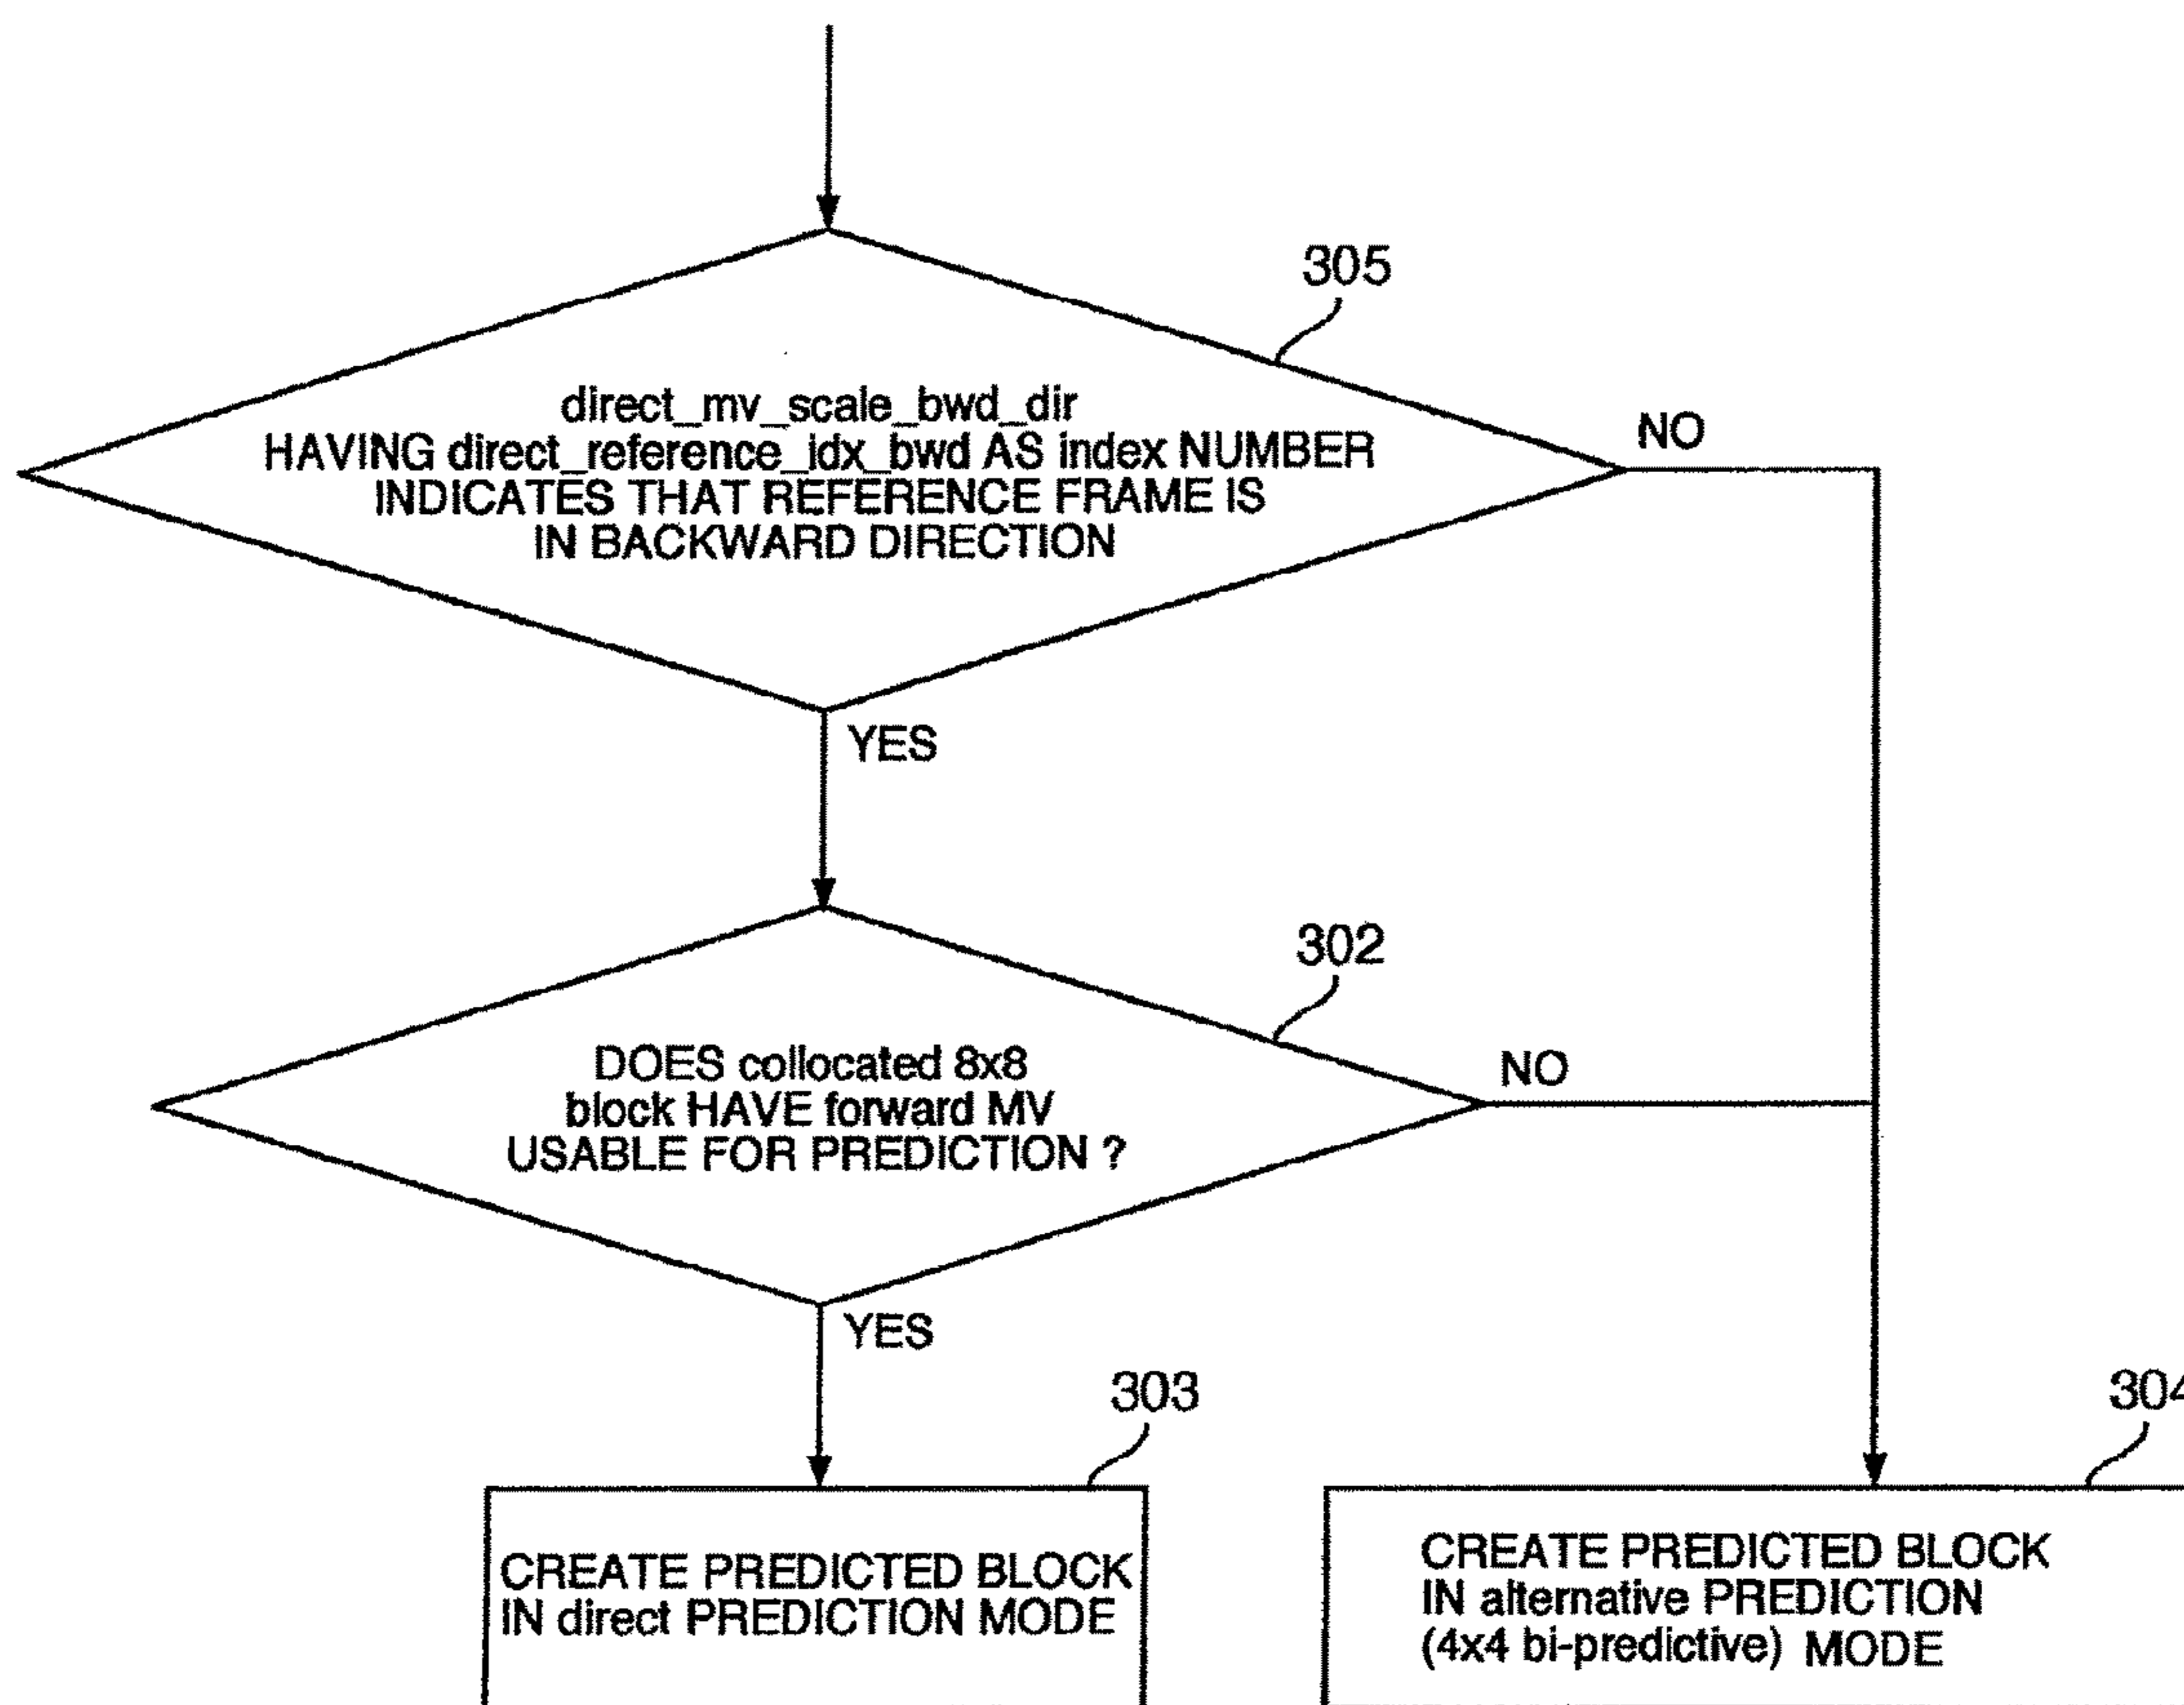 305
direct_mv_scale_bwd_dir
HAVING direct_reference_idx_bwd AS index NUMBER
INDICATES THAT REFERENCE FRAME IS
IN BACKWARD DIRECTION
NO
YES
302
DOES collocated 8x8
block HAVE forward MV
USABLE FOR PREDICTION ?
NO
YES
303
304
CREATE PREDICTED BLOCK
IN direct PREDICTION MODE
CREATE PREDICTED BLOCK
IN alternative PREDICTION
(4x4 bi-predictive) MODE